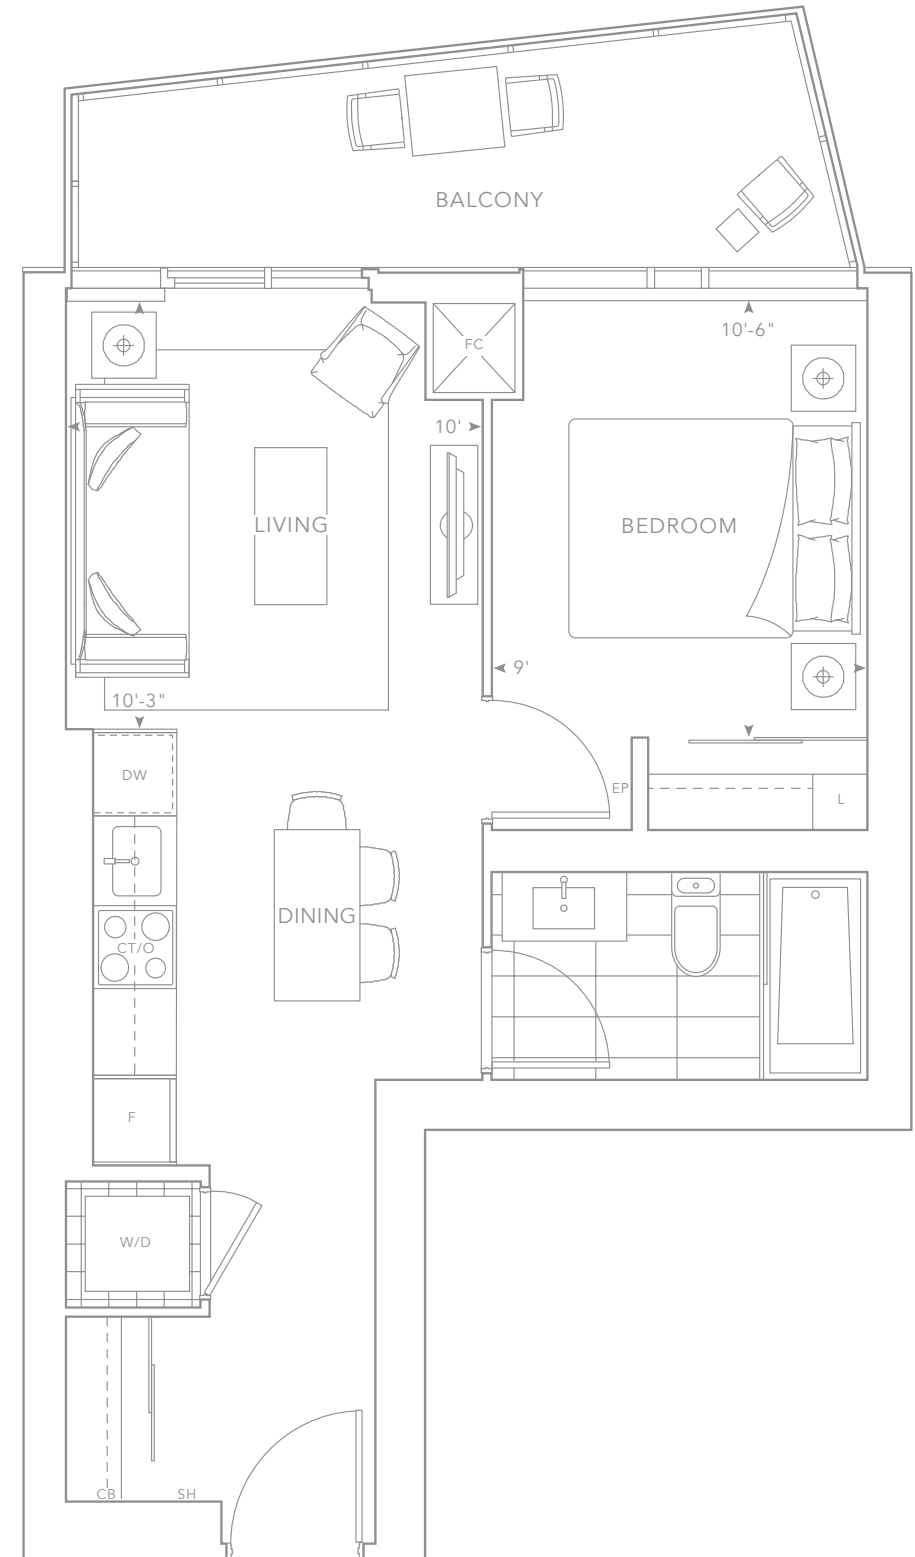 BALCONY
10'-6"
FC
10'
LIVING
BEDROOM
9'
10'-3"
DW
EP
L
DINING
CT/O
F
W/D
CB
SH